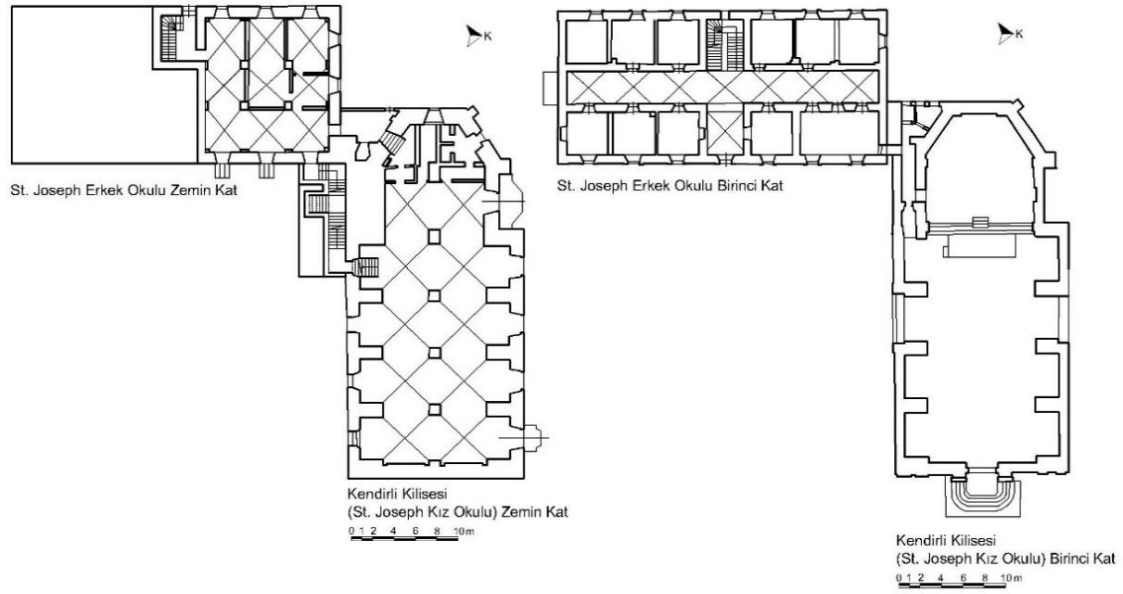 K
St. Joseph Erkek Okulu Zemin Kat
Kendirli Kilisesi
(St. Joseph Kız Okulu) Zemin Kat
0 1 2 4 6 8 10m
K
St. Joseph Erkek Okulu Birinci Kat
Kendirli Kilisesi
(St. Joseph Kız Okulu) Birinci Kat
0 1 2 4 6 8 10m